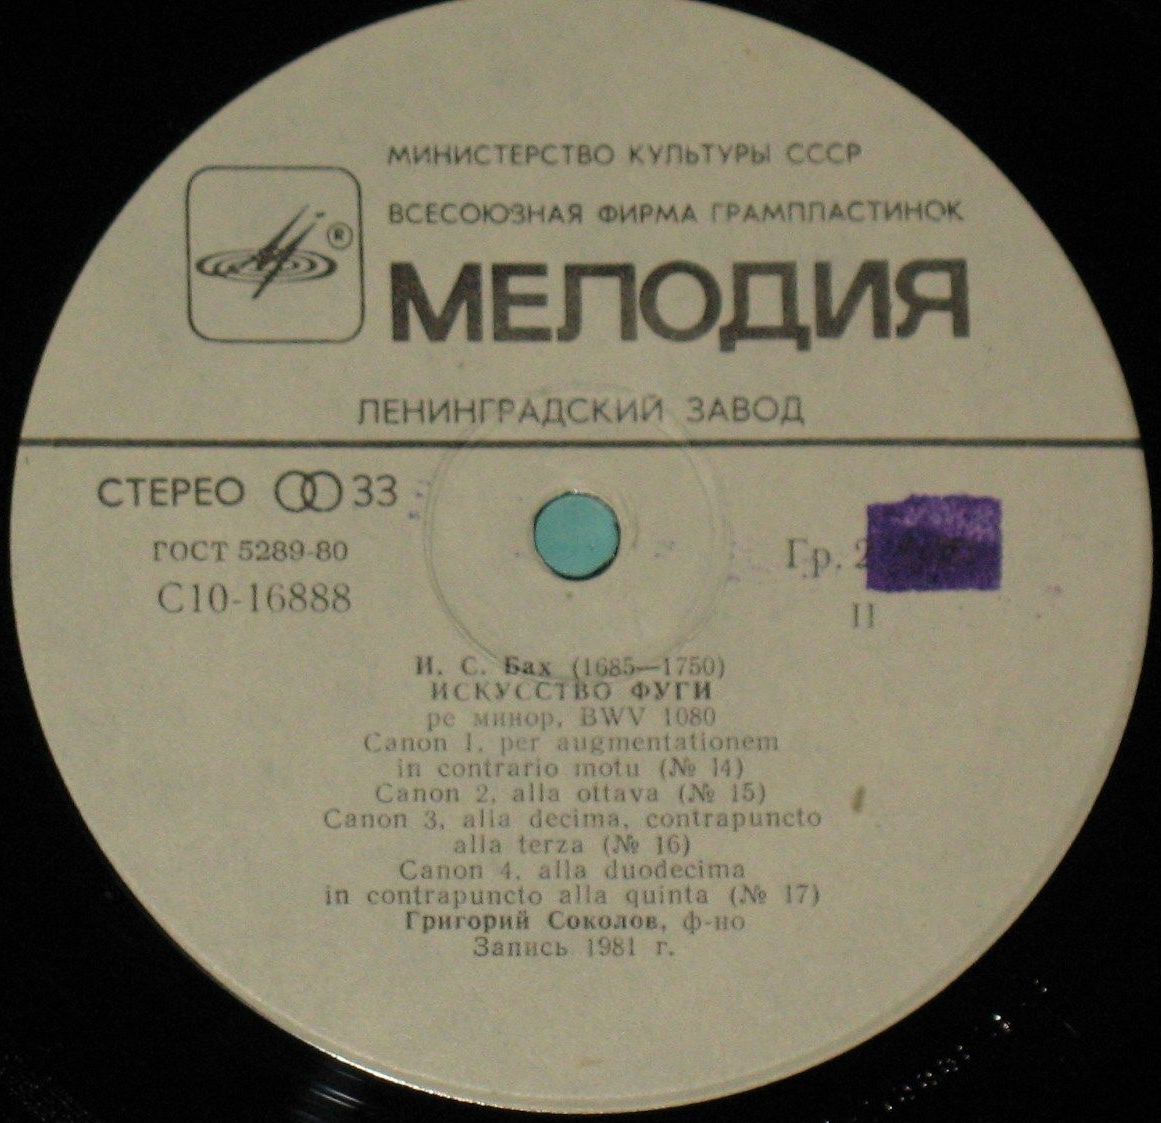 МИНИСТЕРСТВО КУЛЬТУРЫ СССР
ВСЕСОЮЗНАЯ ФИРМА ГРАМПЛАСТИНОК
®
МЕЛОДИЯ
ЛЕНИНГРАДСКИЙ ЗАВОД
СТЕРЕО 33
ГОСТ 5289-80
С10-16888
Гр. 2
II
И. С. Бах (1685—1750)
ИСКУССТВО ФУГИ
ре минор, BWV 1080
Canon 1, per augmentationem
in contrario motu (№ 14)
Canon 2, alla ottava (№ 15)
Canon 3, alla decima, contrapuncto
alla terza (№ 16)
Canon 4, alla duodecima
in contrapuncto alla quinta (№ 17)
Григорий Соколов, ф-но
Запись 1981 г.